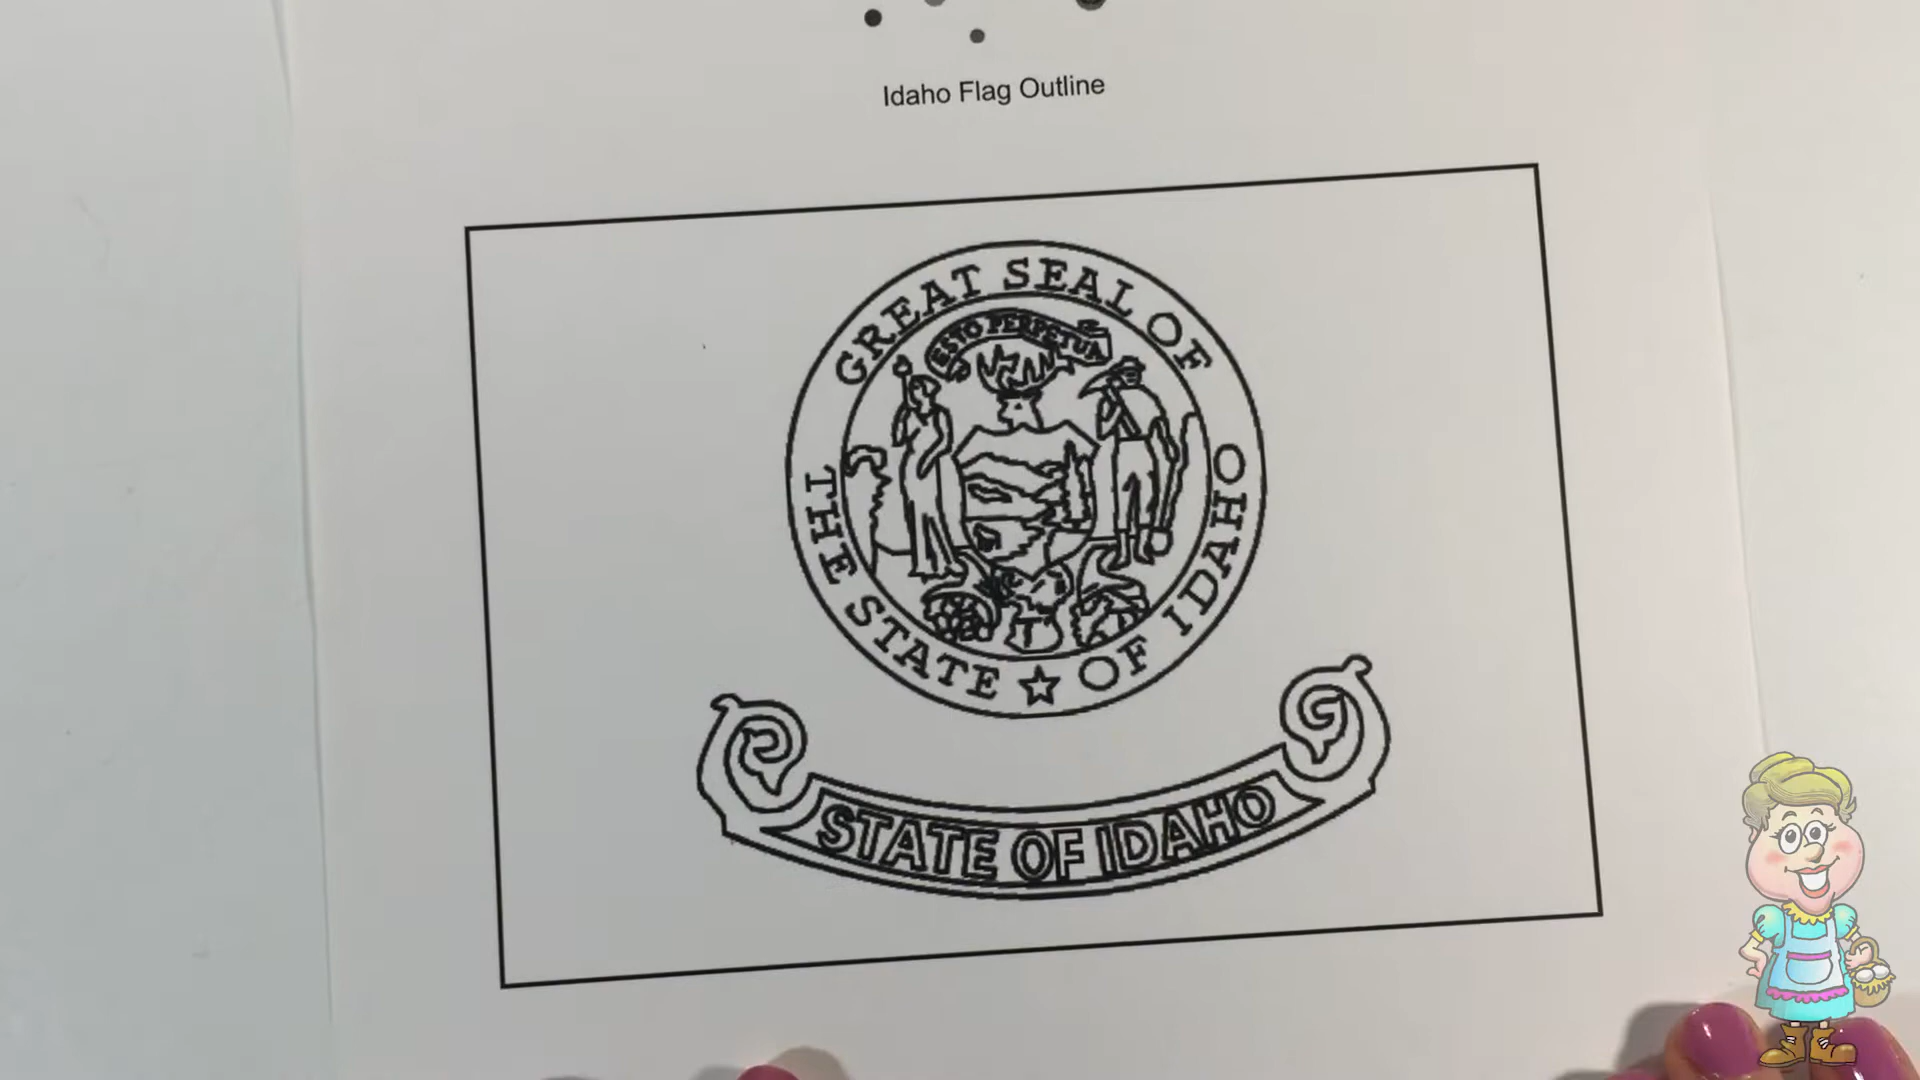 Idaho Flag Outline
GREAT SEAL OF
ESTO PERPETUA
THE STATE ☆ OF IDAHO
STATE OF IDAHO